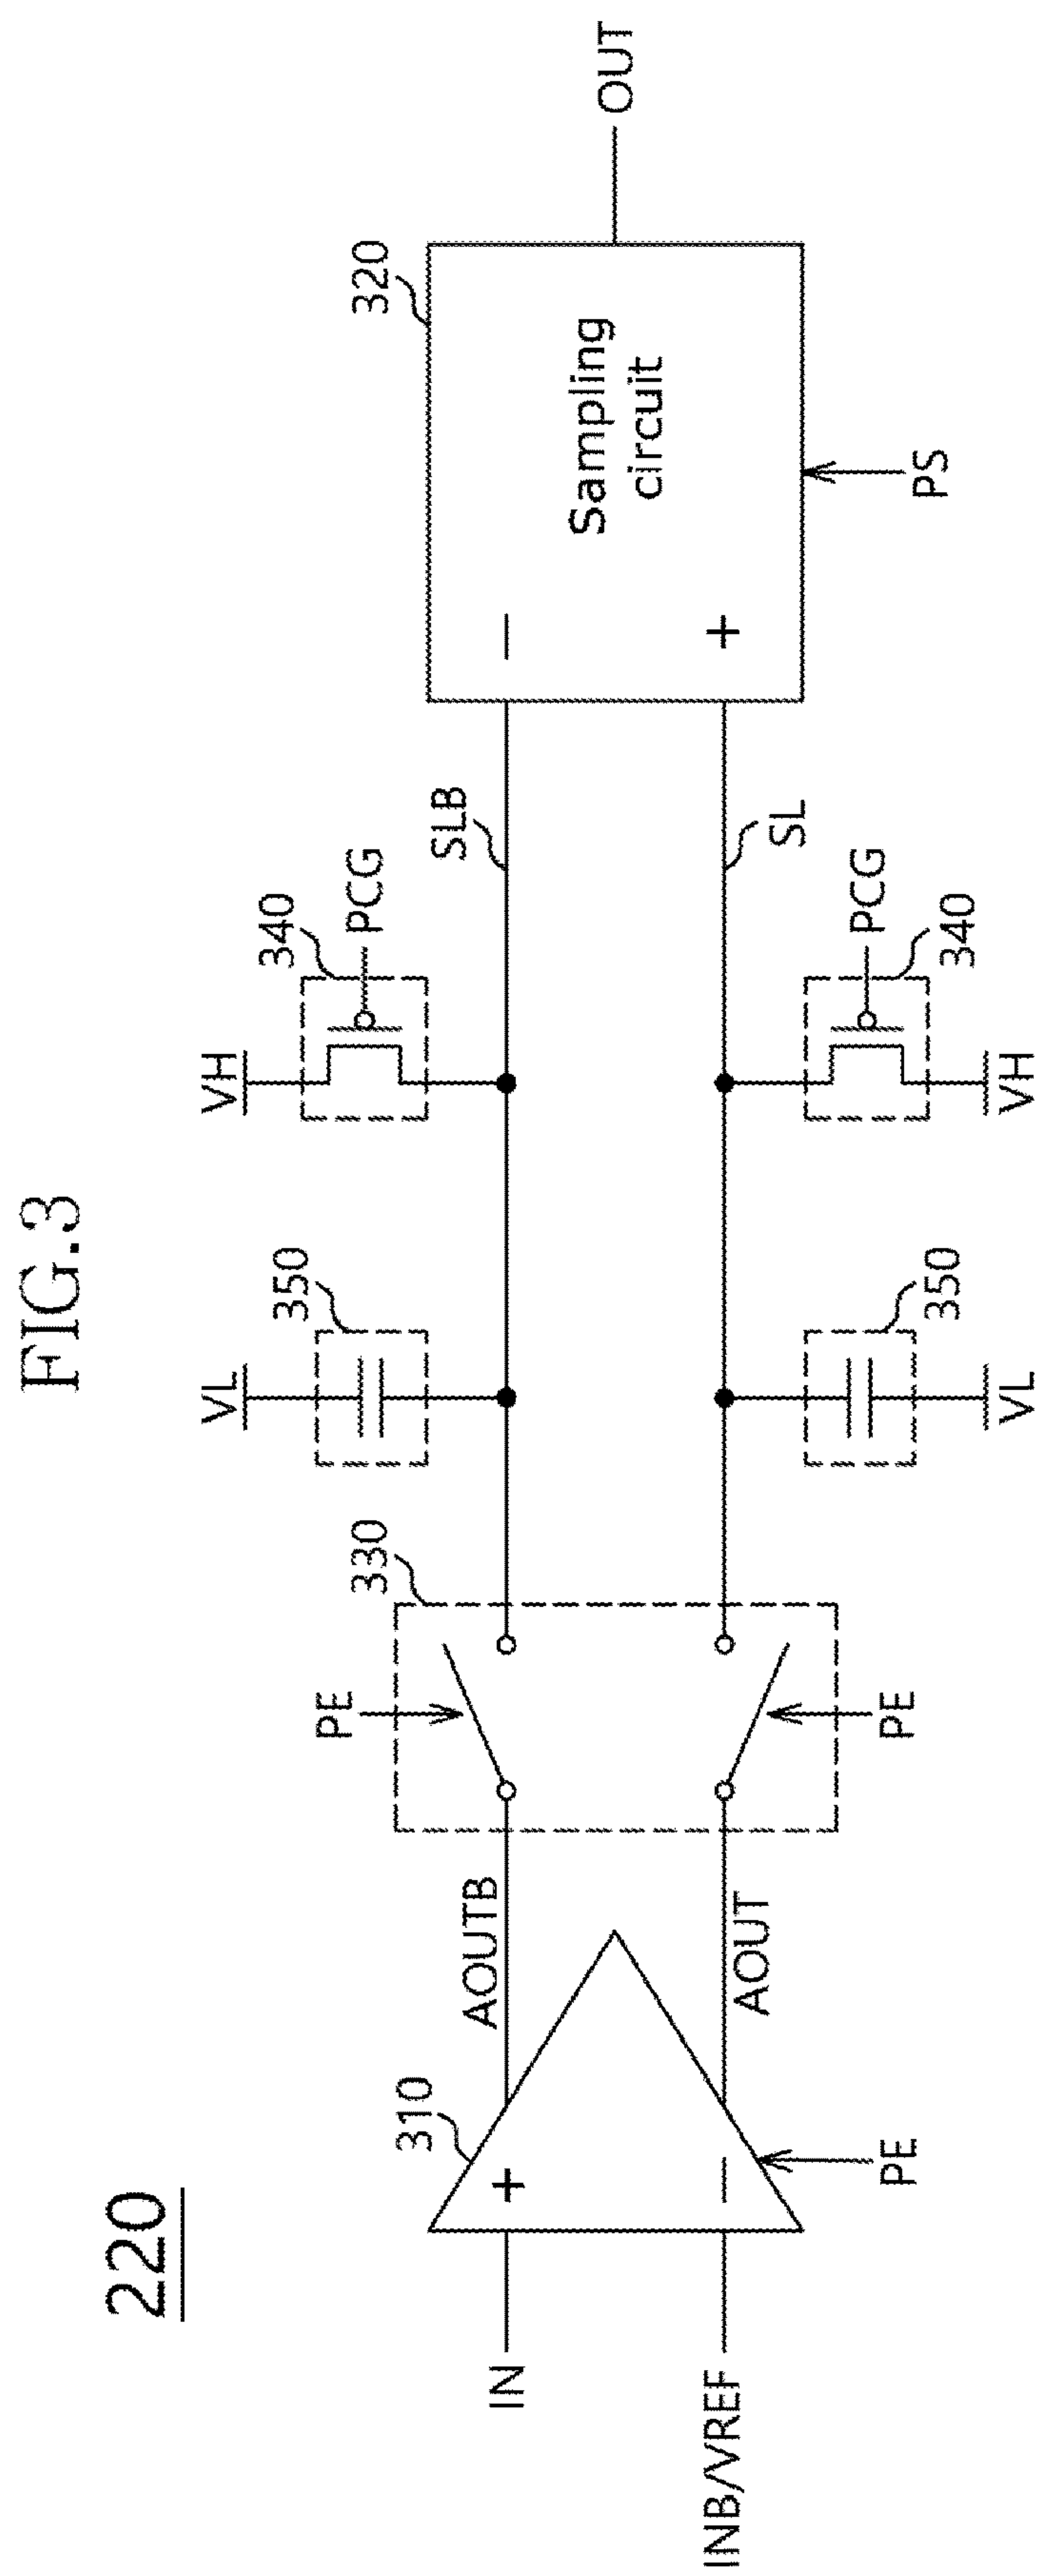 FIG.3
220
IN
INB/VREF
+
−
310
PE
AOUTB
AOUT
PE
PE
330
VL
350
VL
350
VH
340
PCG
VH
340
PCG
SLB
SL
−
+
Sampling
circuit
320
PS
OUT